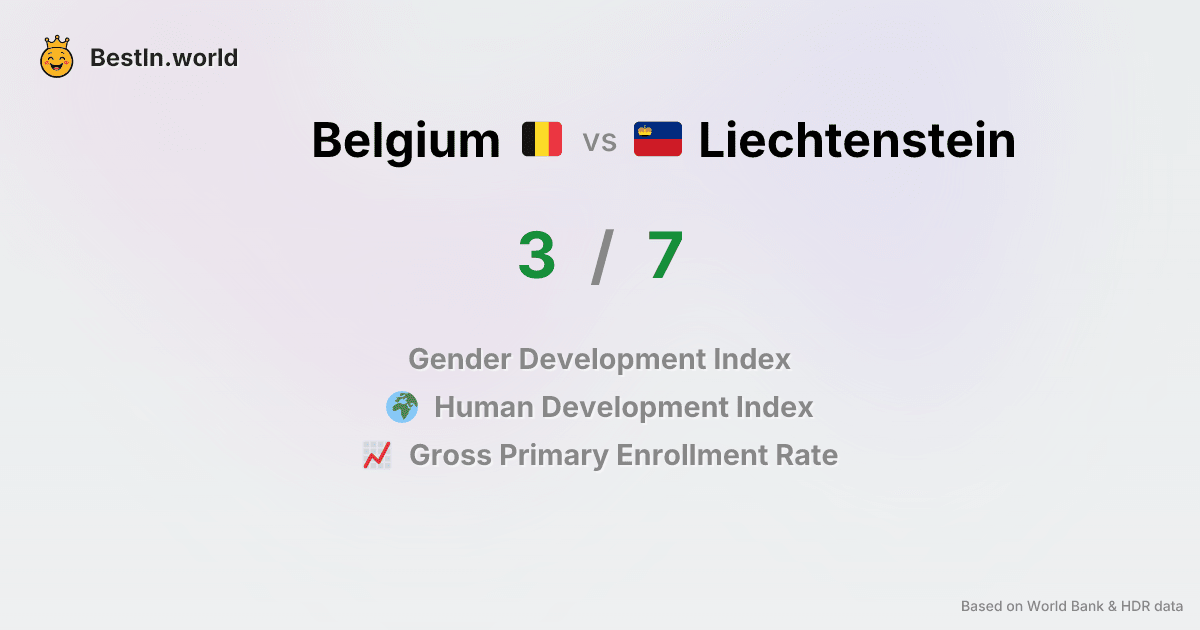 BestIn.world
Belgium vs Liechtenstein
3 / 7
Gender Development Index
Human Development Index
Gross Primary Enrollment Rate
Based on World Bank & HDR data